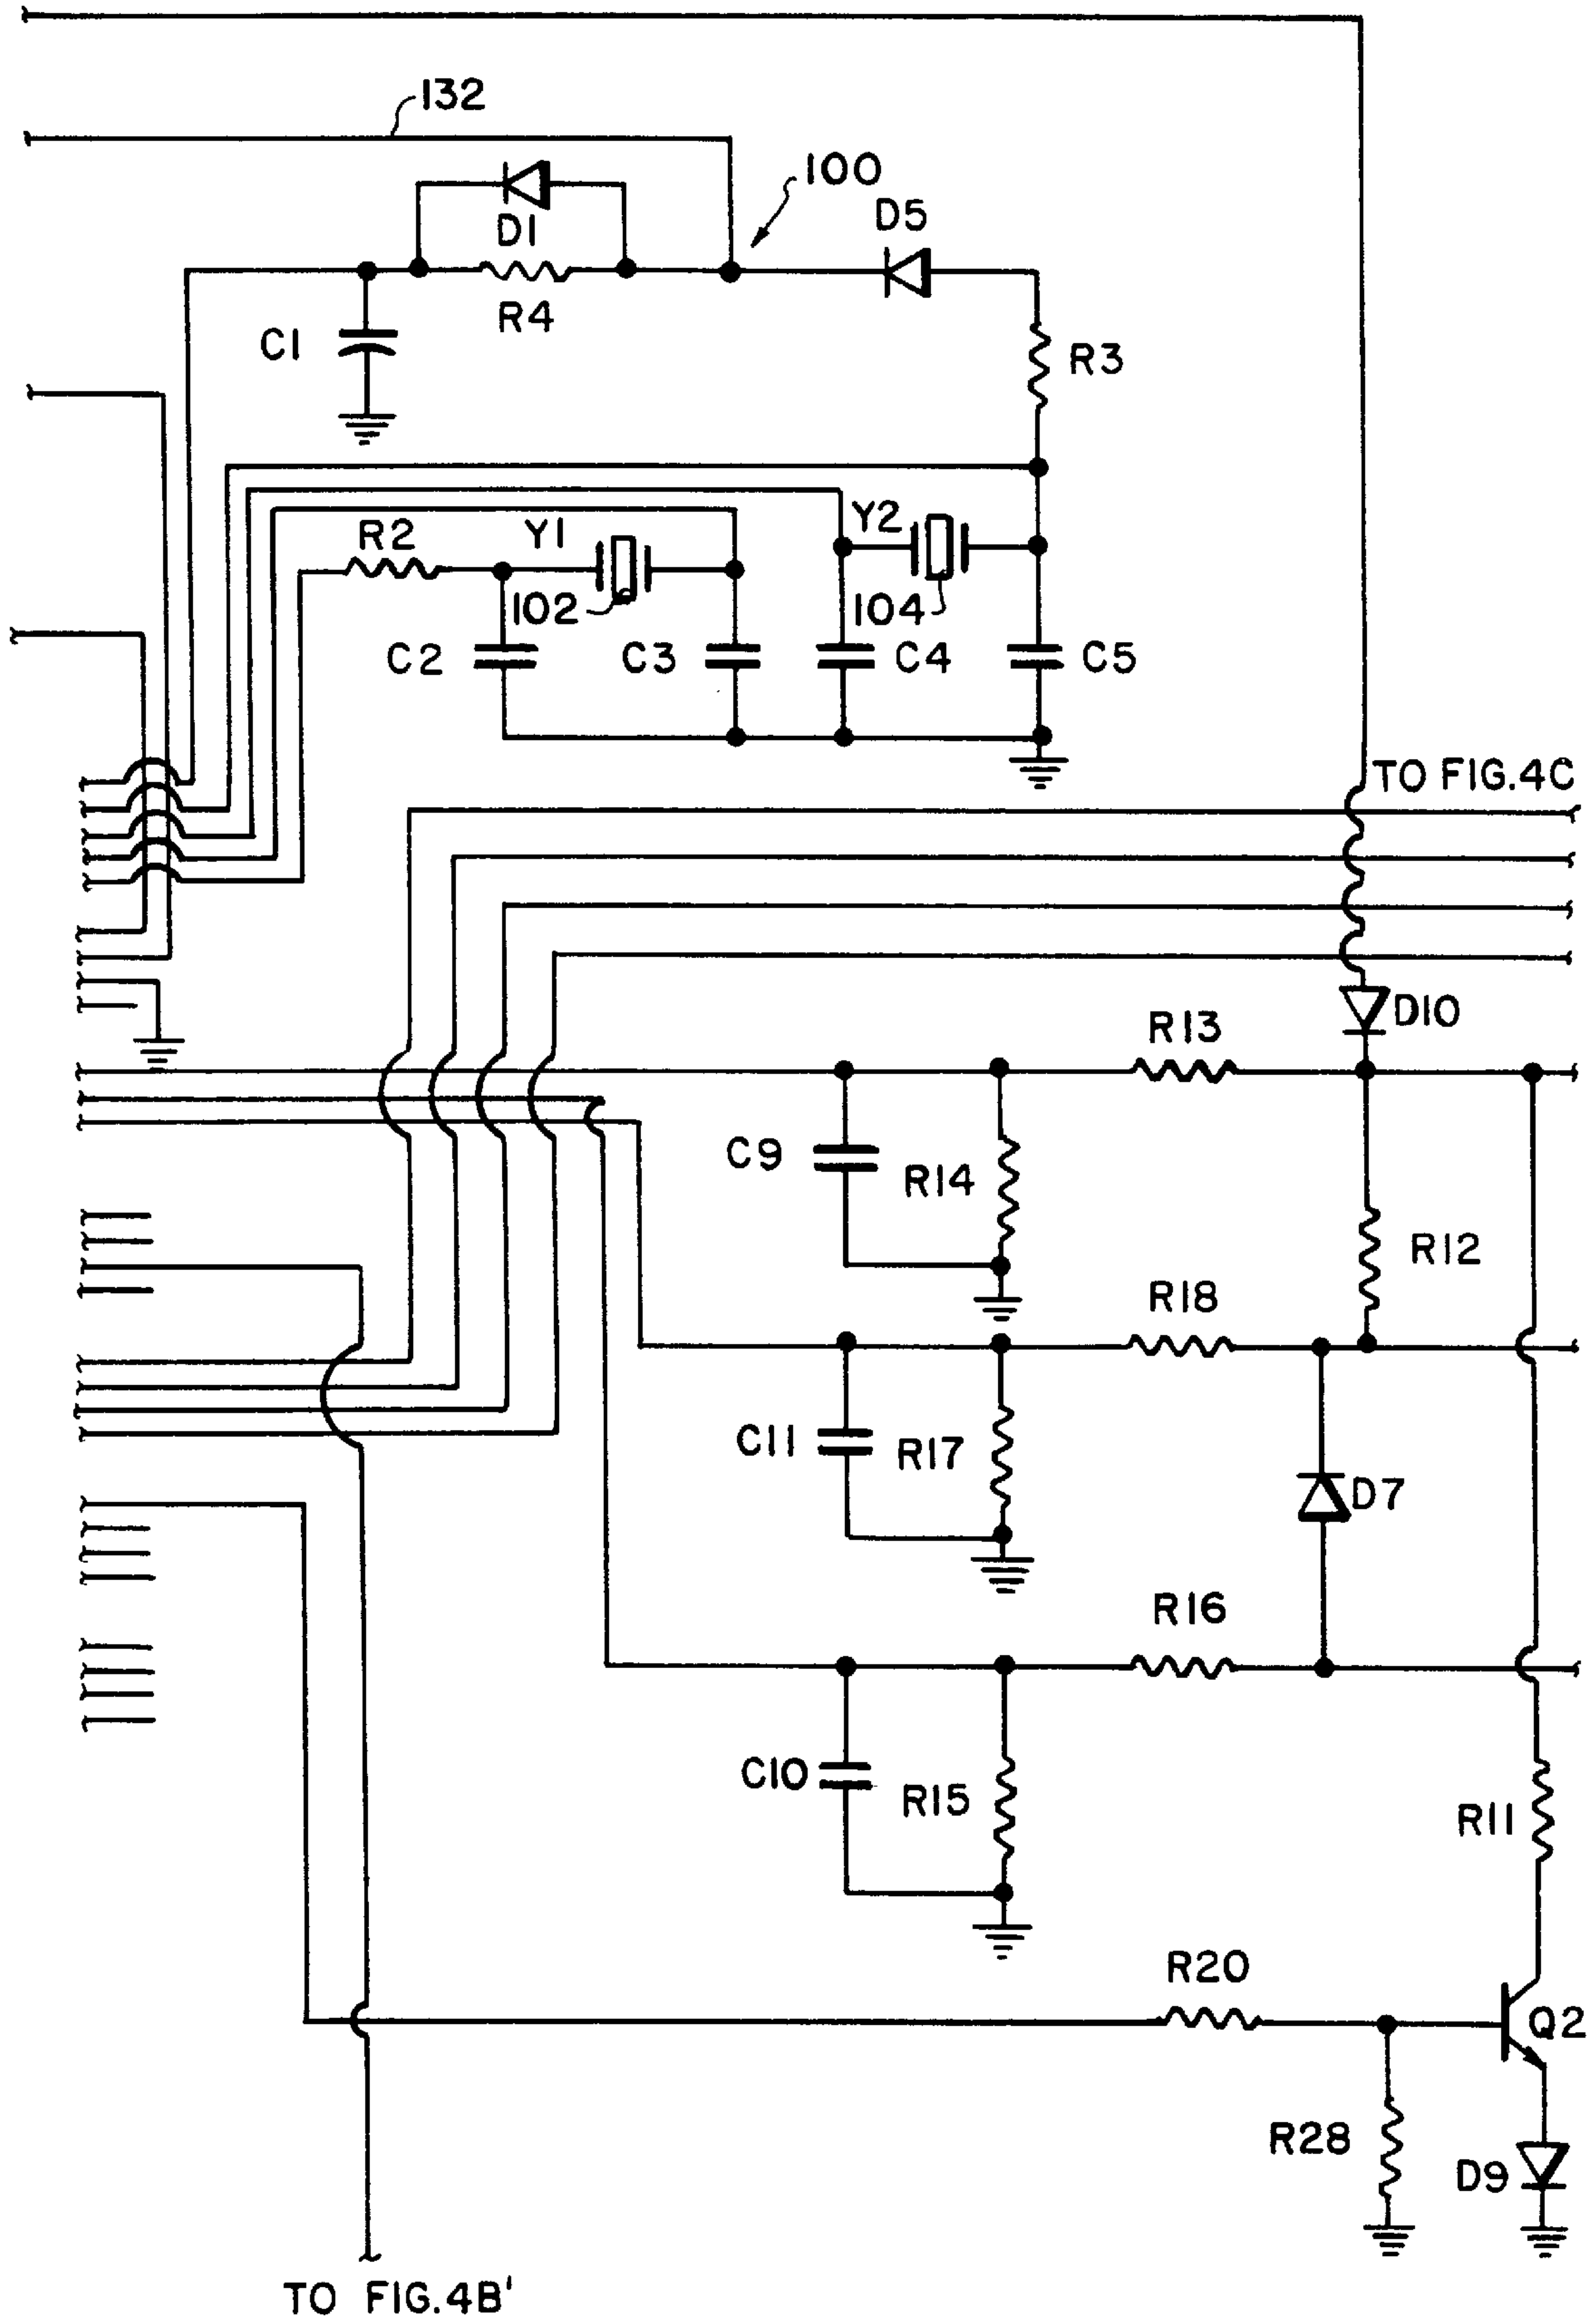 132
100
D5
D1
R4
C1
R3
R2
Y1
Y2
102
104
C2
C3
C4
C5
TO FIG.4C
D10
R13
C9
R14
R12
R18
C11
R17
D7
R16
C10
R15
R11
R20
Q2
R28
D9
TO FIG.4B'